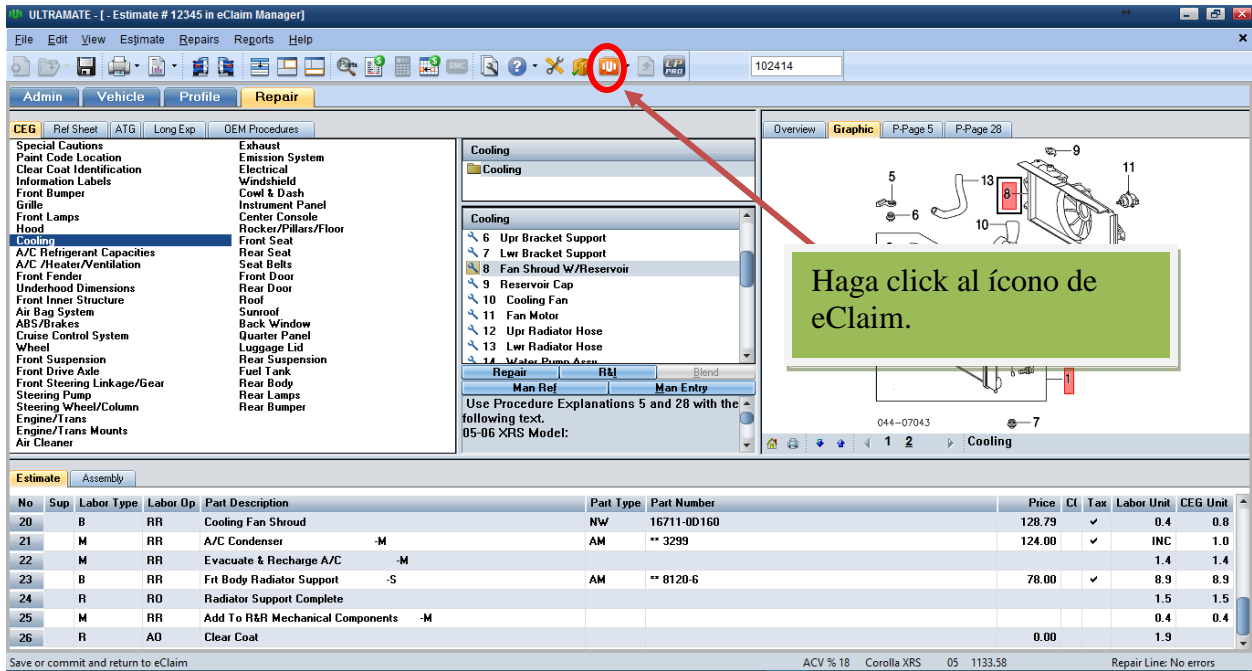 ULTRAMATE - [ - Estimate # 12345 in eClaim Manager]
File Edit View Estimate Repairs Reports Help
EMC EP PRO 102414
Admin Vehicle Profile Repair
CEG Ref Sheet ATG Long Exp OEM Procedures
Special Cautions
Paint Code Location
Clear Coat Identification
Information Labels
Front Bumper
Grille
Front Lamps
Hood
Cooling
A/C Refrigerant Capacities
A/C /Heater/Ventilation
Front Fender
Underhood Dimensions
Front Inner Structure
Air Bag System
ABS/Brakes
Cruise Control System
Wheel
Front Suspension
Front Drive Axle
Front Steering Linkage/Gear
Steering Pump
Steering Wheel/Column
Engine/Trans
Engine/Trans Mounts
Air Cleaner
Exhaust
Emission System
Electrical
Windshield
Cowl & Dash
Instrument Panel
Center Console
Rocker/Pillars/Floor
Front Seat
Rear Seat
Seat Belts
Front Door
Rear Door
Roof
Sunroof
Back Window
Quarter Panel
Luggage Lid
Rear Suspension
Fuel Tank
Rear Body
Rear Lamps
Rear Bumper
Cooling
Cooling
Cooling
6 Upr Bracket Support
7 Lwr Bracket Support
8 Fan Shroud W/Reservoir
9 Reservoir Cap
10 Cooling Fan
11 Fan Motor
12 Upr Radiator Hose
13 Lwr Radiator Hose
14 Water Pump Assy
Repair R&I Blend
Man Ref Man Entry
Use Procedure Explanations 5 and 28 with the
following text.
05-06 XRS Model:
Overview Graphic P-Page 5 P-Page 28
9
11
5
13
8
6
10
Haga click al ícono de
eClaim.
1
044-07043
7
1 2 Cooling
Estimate Assembly
No Sup Labor Type Labor Op Part Description Part Type Part Number Price Tax Labor Unit CEG Unit
20 B RR Cooling Fan Shroud NW 16711-0D160 128.79 ✔ 0.4 0.8
21 M RR A/C Condenser -M AM ** 3299 124.00 ✔ INC 1.0
22 M RR Evacuate & Recharge A/C -M 1.4 1.4
23 B RR Frt Body Radiator Support -S AM ** 8120-6 78.00 ✔ 8.9 8.9
24 R RO Radiator Support Complete 1.5 1.5
25 M RR Add To R&R Mechanical Components -M 0.4 0.4
26 R AO Clear Coat 0.00 1.9
Save or commit and return to eClaim ACV % 18 Corolla XRS 05 1133.58 Repair Line: No errors